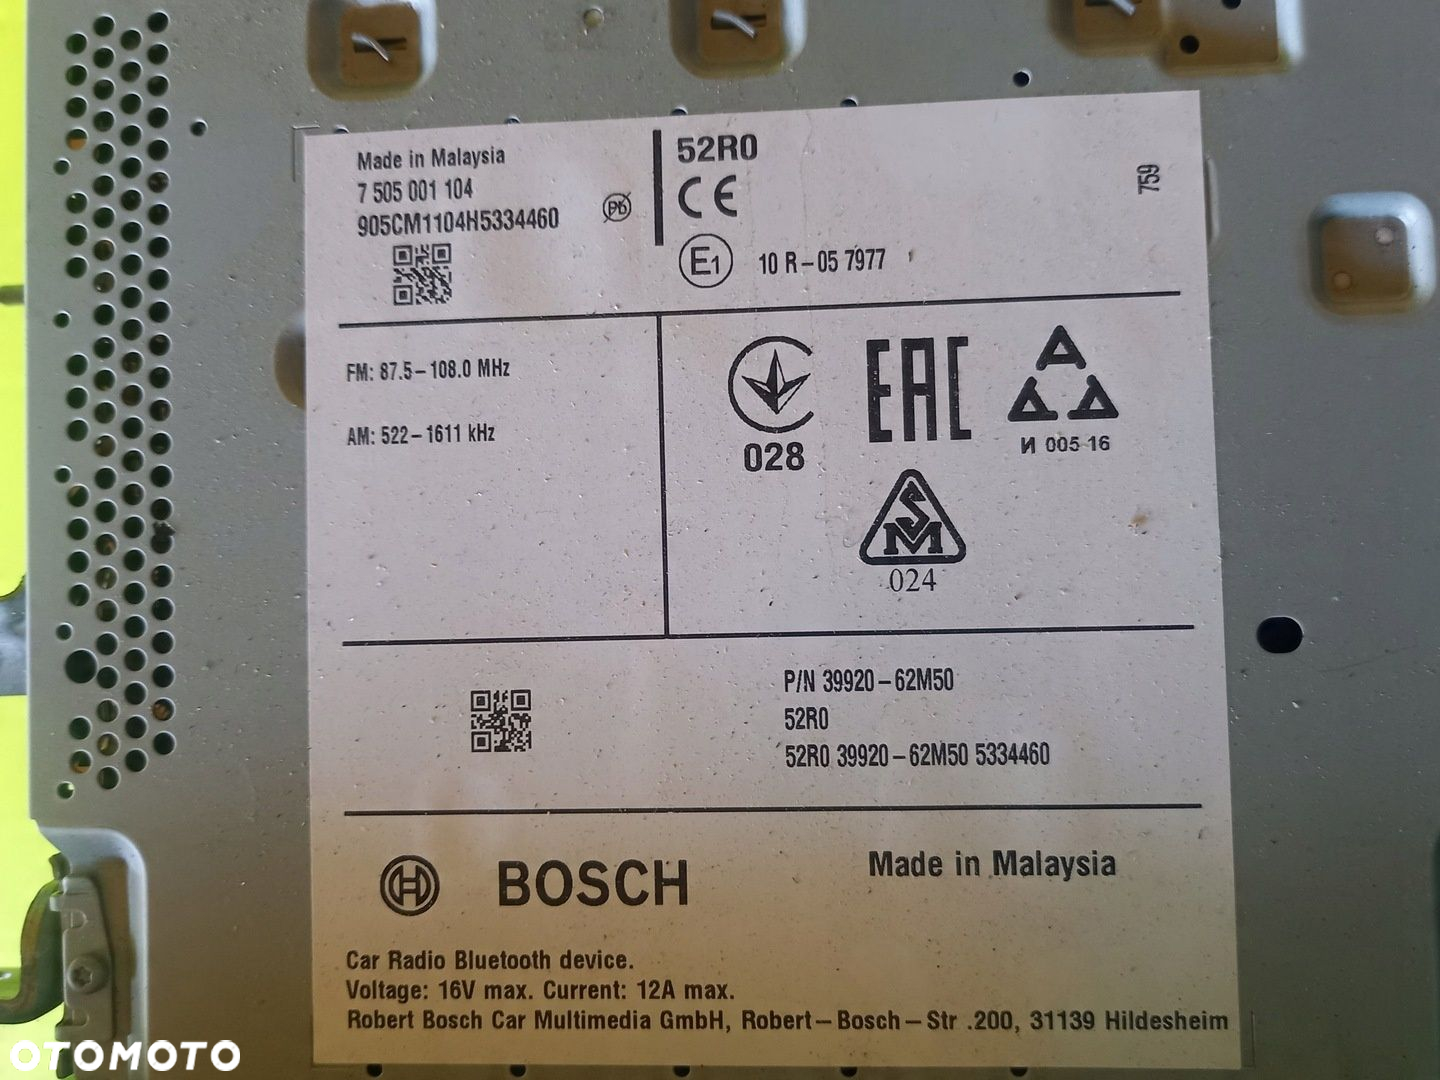 Made in Malaysia
7 505 001 104
905CM1104H5334460
Pb
52R0
CE
E1
10 R-05 7977
759
FM: 87.5-108.0 MHz
AM: 522-1611 kHz
028
EAC
И 005 16
SM
024
P/N 39920-62M50
52R0
52R0 39920-62M50 5334460
BOSCH
Made in Malaysia
Car Radio Bluetooth device.
Voltage: 16V max. Current: 12A max.
Robert Bosch Car Multimedia GmbH, Robert-Bosch-Str .200, 31139 Hildesheim
OTOMOTO